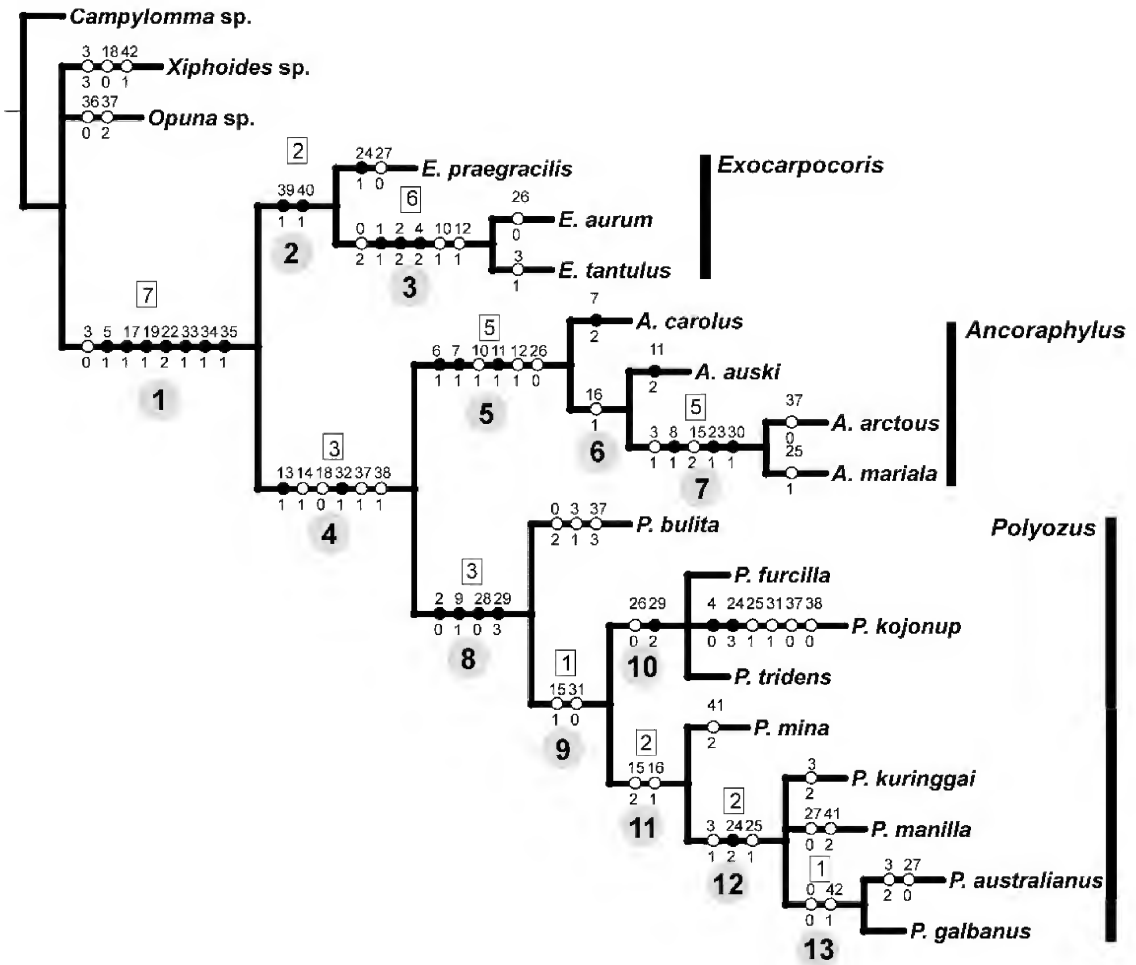 Campylomma sp.
3 18 42
Xiphoides sp.
3 0 1
36 37
Opuna sp.
0 2
2
24 27
E. praegracilis
1 0
Exocarpocoris
39 40
1 1
2
6
26
E. aurum
0
0 1 2 4 10 12
2 1 2 2 1 1
3
3
E. tantulus
1
7
3 5 17 19 22 33 34 35
0 1 1 1 2 1 1 1
1
5
7
A. carolus
2
Ancoraphylus
6 7 10 11 12 26
1 1 1 1 1 0
5
11
A. auski
2
16
1
6
5
37
A. arctous
0
3 8 15 23 30
1 1 2 1 1
7
25
A. mariala
1
3
13 14 18 32 37 38
1 1 0 1 1 1
4
0 3 37
P. bulita
2 1 3
Polyozus
3
2 9 28 29
0 1 0 3
8
P. furcilla
26 29
0 2
10
4 24 25 31 37 38
P. kojonup
0 3 1 1 0 0
P. tridens
1
15 31
1 0
9
41
P. mina
2
2
15 16
2 1
11
3
P. kuringgai
2
2
3 24 25
1 2 1
12
27 41
P. manilla
0 2
1
3 27
P. australianus
2 0
0 42
0 1
13
P. galbanus